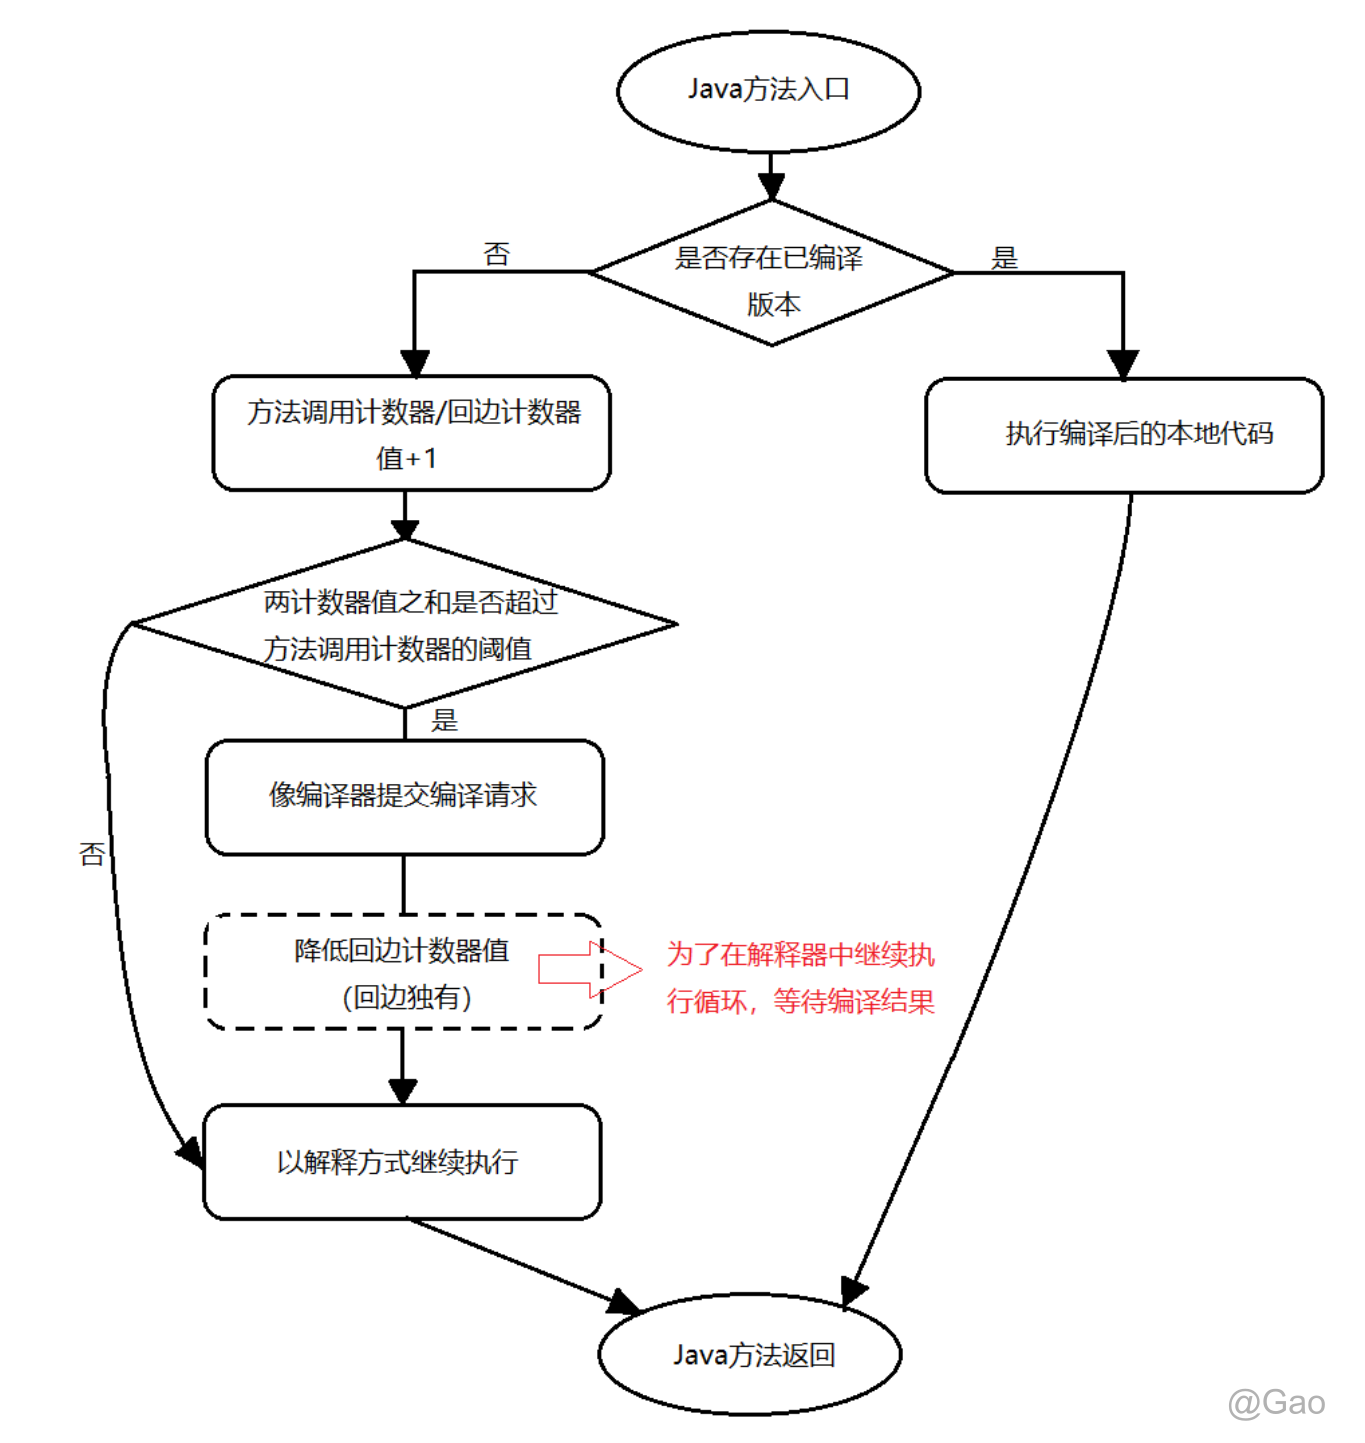 Java方法入口
是否存在已编译
版本
否
是
方法调用计数器/回边计数器
值+1
执行编译后的本地代码
两计数器值之和是否超过
方法调用计数器的阈值
是
像编译器提交编译请求
否
降低回边计数器值
（回边独有）
为了在解释器中继续执
行循环，等待编译结果
以解释方式继续执行
Java方法返回
@Gao